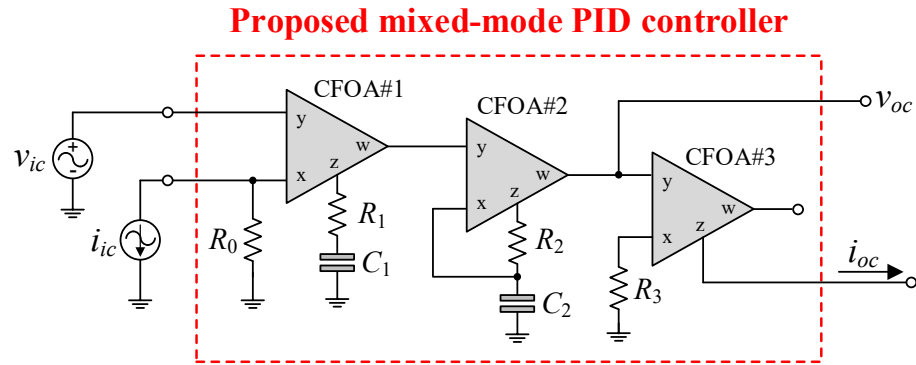 Proposed mixed-mode PID controller
CFOA#1
CFOA#2
CFOA#3
y
w
z
x
y
w
z
x
y
w
z
x
v_ic
i_ic
R_0
R_1
C_1
R_2
C_2
R_3
v_oc
i_oc
+
-